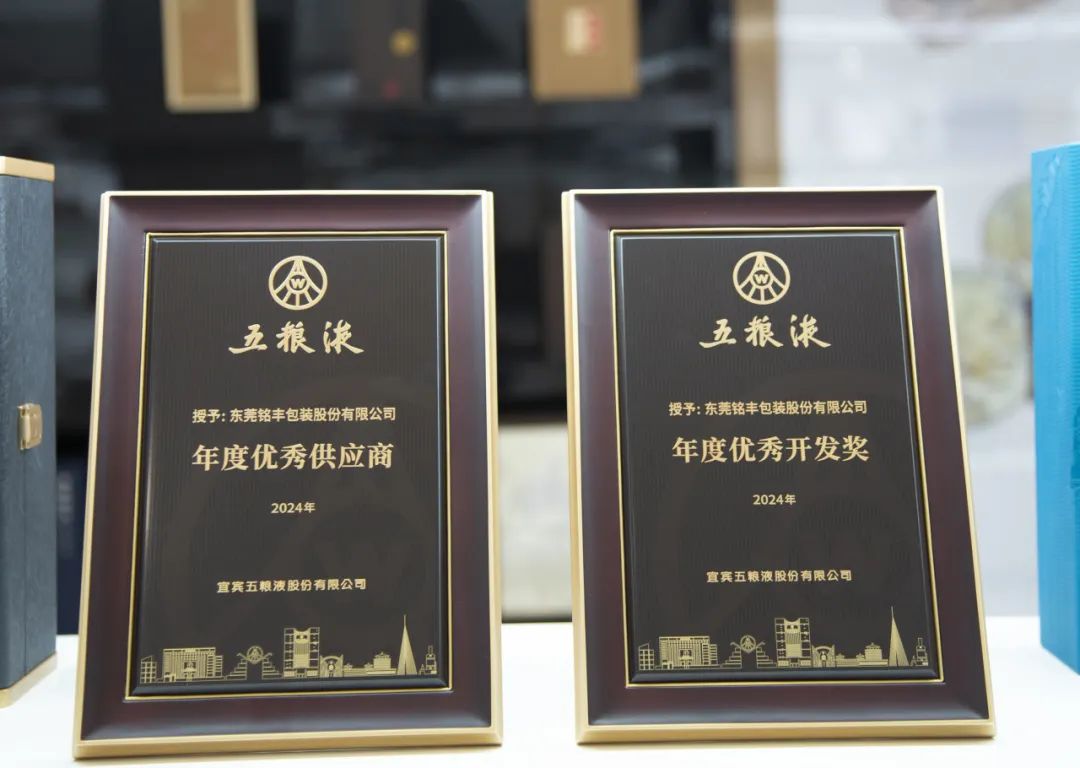 W
五粮液
授予: 东莞铭丰包装股份有限公司
年度优秀供应商
2024年
宜宾五粮液股份有限公司
W
五粮液
授予: 东莞铭丰包装股份有限公司
年度优秀开发奖
2024年
宜宾五粮液股份有限公司